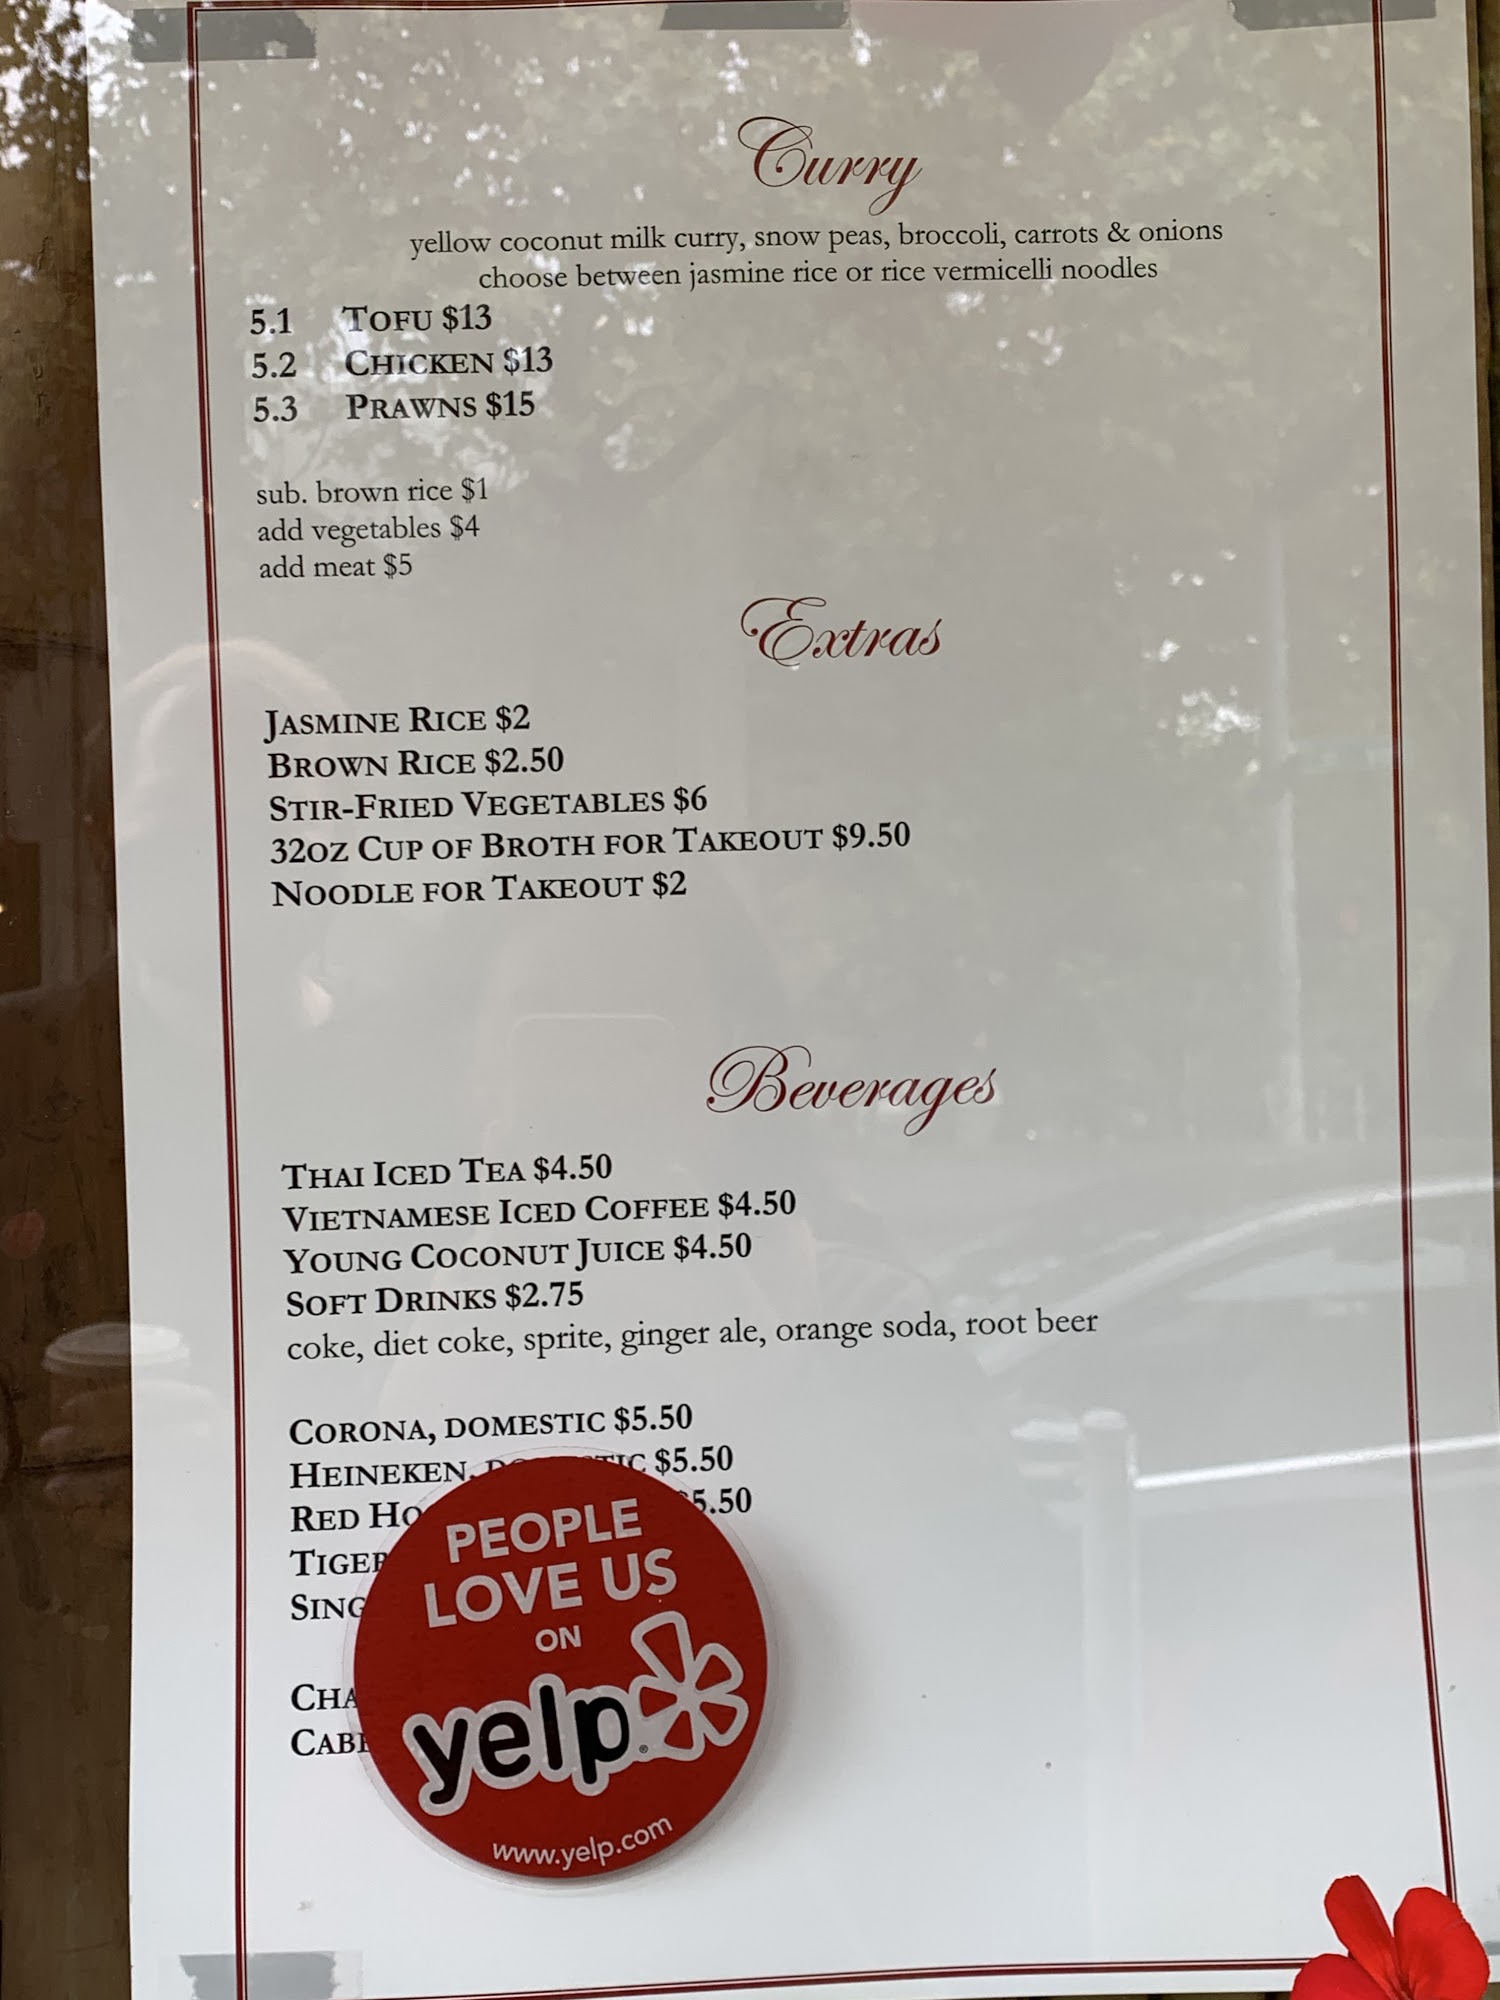 Curry
yellow coconut milk curry, snow peas, broccoli, carrots & onions
choose between jasmine rice or rice vermicelli noodles
5.1 TOFU $13
5.2 CHICKEN $13
5.3 PRAWNS $15
sub. brown rice $1
add vegetables $4
add meat $5
Extras
JASMINE RICE $2
BROWN RICE $2.50
STIR-FRIED VEGETABLES $6
32OZ CUP OF BROTH FOR TAKEOUT $9.50
NOODLE FOR TAKEOUT $2
Beverages
THAI ICED TEA $4.50
VIETNAMESE ICED COFFEE $4.50
YOUNG COCONUT JUICE $4.50
SOFT DRINKS $2.75
coke, diet coke, sprite, ginger ale, orange soda, root beer
CORONA, DOMESTIC $5.50
HEINEKEN, $5.50
RED
PEOPLE
LOVE US
ON
yelp
www.yelp.com